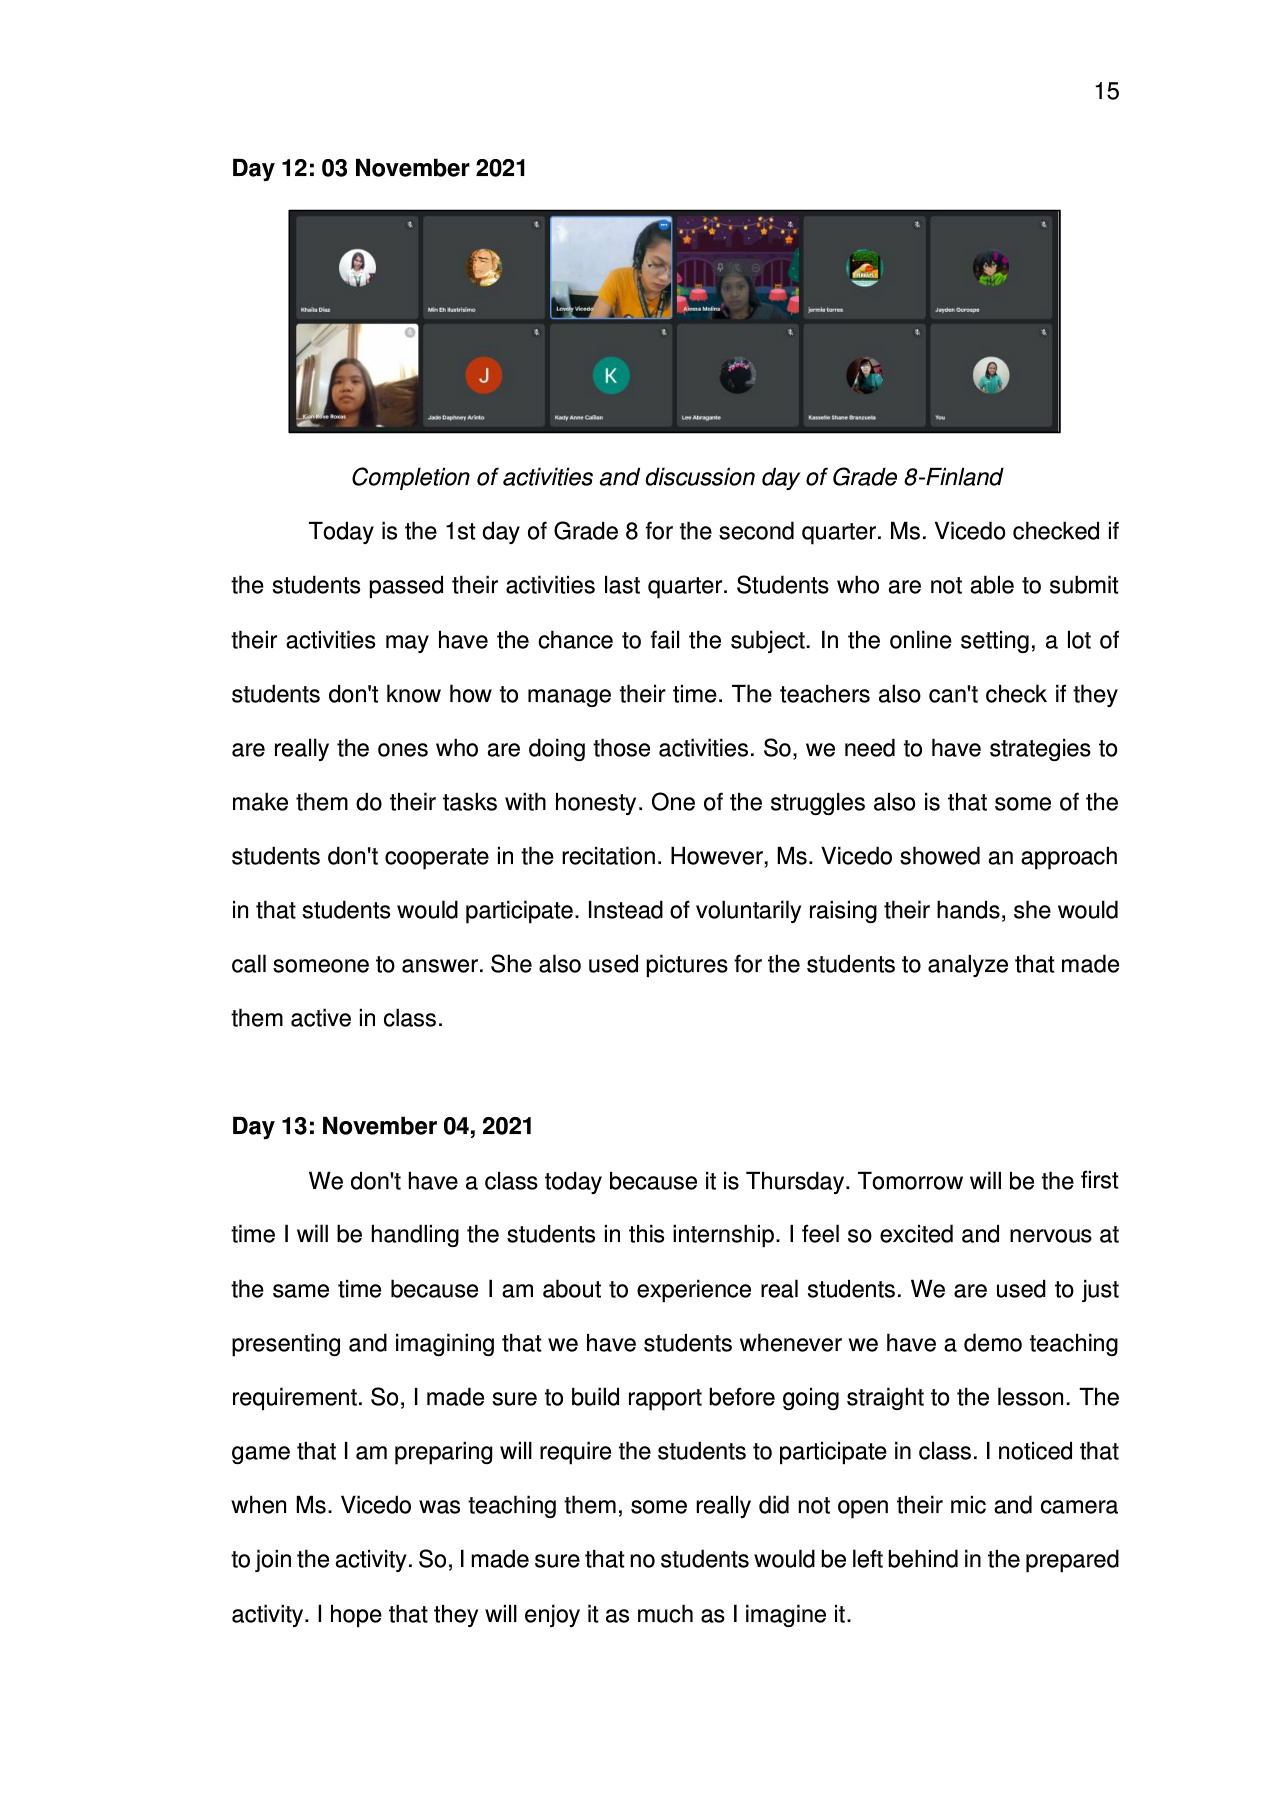 15
Day 12: 03 November 2021
Khaila Diaz
Min Eh Ilustrisimo
Lovely Vicedo
Alessa Molina
jermie torres
Jayden Gorospe
Kian Rose Roxas
J
Jade Daphney Arinto
K
Kady Anne Callian
Lee Abragante
Kasselle Shane Branzuela
You
Completion of activities and discussion day of Grade 8-Finland
Today is the 1st day of Grade 8 for the second quarter. Ms. Vicedo checked if
the students passed their activities last quarter. Students who are not able to submit
their activities may have the chance to fail the subject. In the online setting, a lot of
students don't know how to manage their time. The teachers also can't check if they
are really the ones who are doing those activities. So, we need to have strategies to
make them do their tasks with honesty. One of the struggles also is that some of the
students don't cooperate in the recitation. However, Ms. Vicedo showed an approach
in that students would participate. Instead of voluntarily raising their hands, she would
call someone to answer. She also used pictures for the students to analyze that made
them active in class.
Day 13: November 04, 2021
We don't have a class today because it is Thursday. Tomorrow will be the first
time I will be handling the students in this internship. I feel so excited and nervous at
the same time because I am about to experience real students. We are used to just
presenting and imagining that we have students whenever we have a demo teaching
requirement. So, I made sure to build rapport before going straight to the lesson. The
game that I am preparing will require the students to participate in class. I noticed that
when Ms. Vicedo was teaching them, some really did not open their mic and camera
to join the activity. So, I made sure that no students would be left behind in the prepared
activity. I hope that they will enjoy it as much as I imagine it.